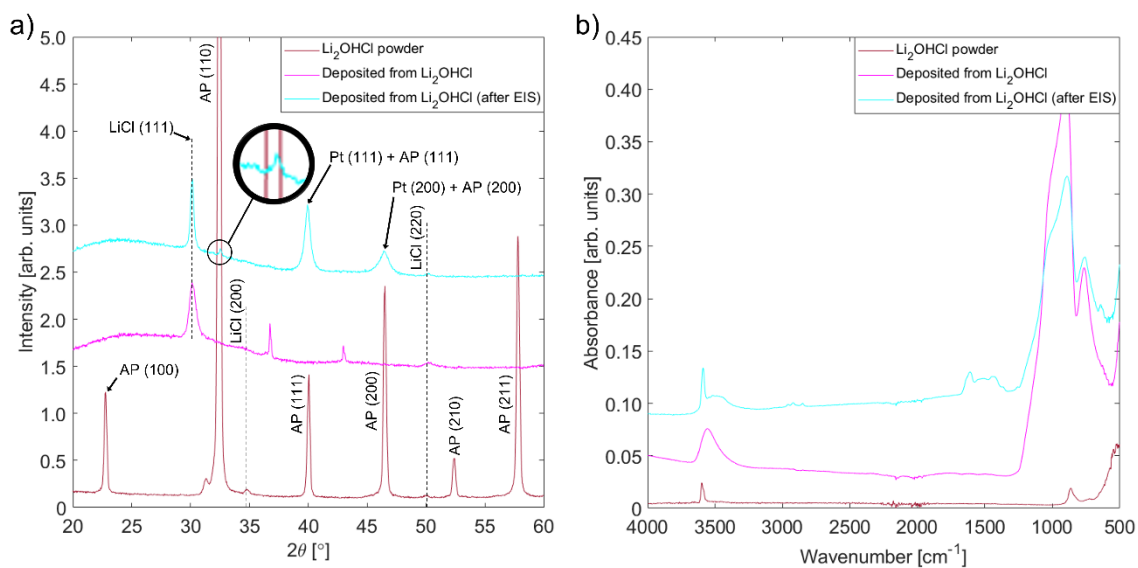 a)
5.0
4.5
4.0
3.5
3.0
2.5
2.0
1.5
1.0
0.5
0
Intensity [arb. units]
20 25 30 35 40 45 50 55 60
2θ [°]
Li2OHCl powder
Deposited from Li2OHCl
Deposited from Li2OHCl (after EIS)
AP (110)
LiCl (111)
Pt (111) + AP (111)
Pt (200) + AP (200)
LiCl (220)
LiCl (200)
AP (100)
AP (111)
AP (200)
AP (210)
AP (211)
b)
0.45
0.40
0.35
0.30
0.25
0.20
0.15
0.10
0.05
0
Absorbance [arb. units]
4000 3500 3000 2500 2000 1500 1000 500
Wavenumber [cm-1]
Li2OHCl powder
Deposited from Li2OHCl
Deposited from Li2OHCl (after EIS)